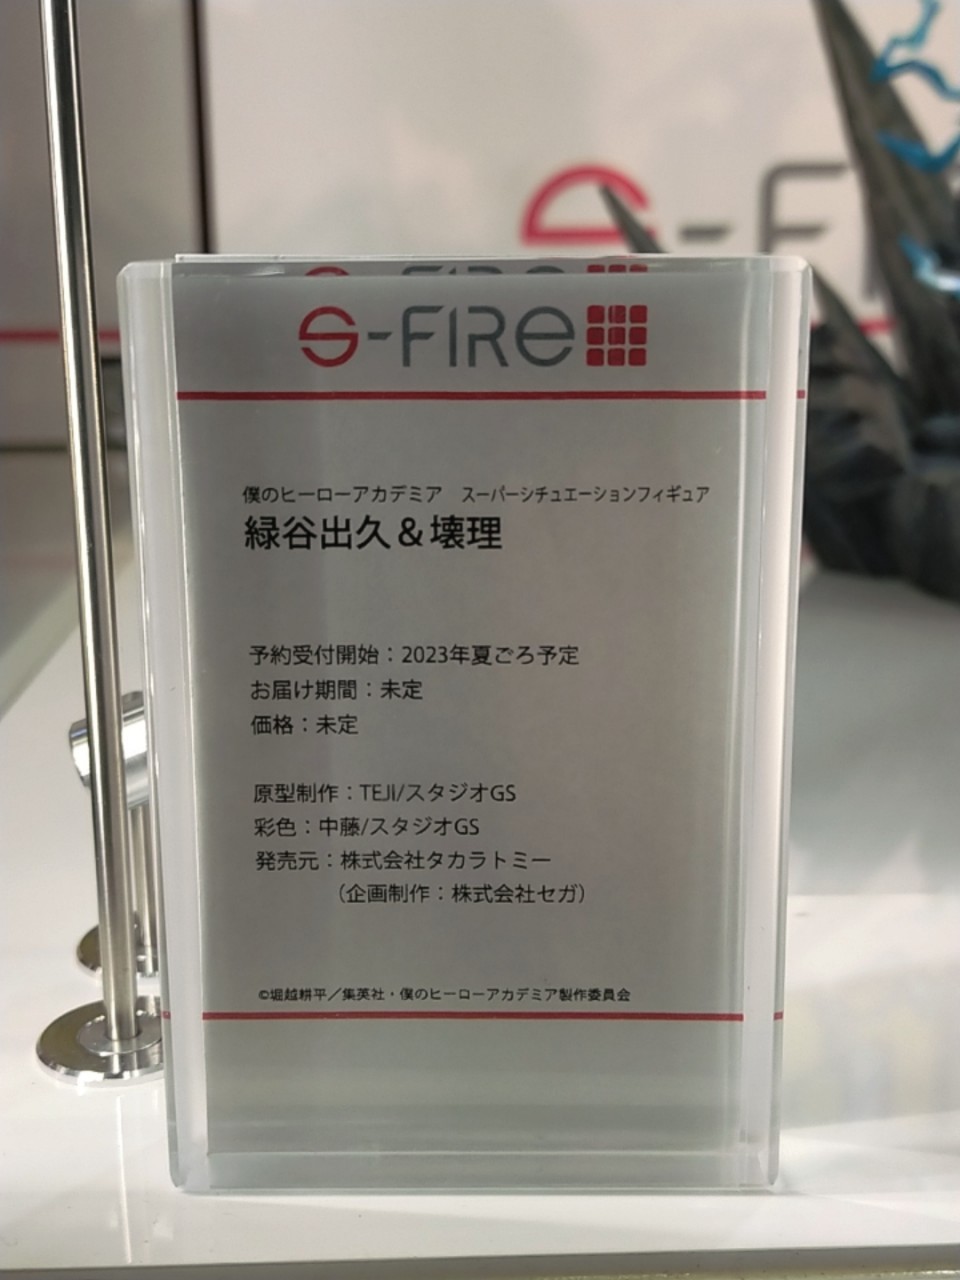 S-FI
S-FIRE
僕のヒーローアカデミア　スーパーシチュエーションフィギュア
緑谷出久＆壊理
予約受付開始：2023年夏ごろ予定
お届け期間：未定
価格：未定
原型制作：TEJI/スタジオGS
彩色：中藤/スタジオGS
発売元：株式会社タカラトミー
（企画制作：株式会社セガ）
©堀越耕平／集英社・僕のヒーローアカデミア製作委員会